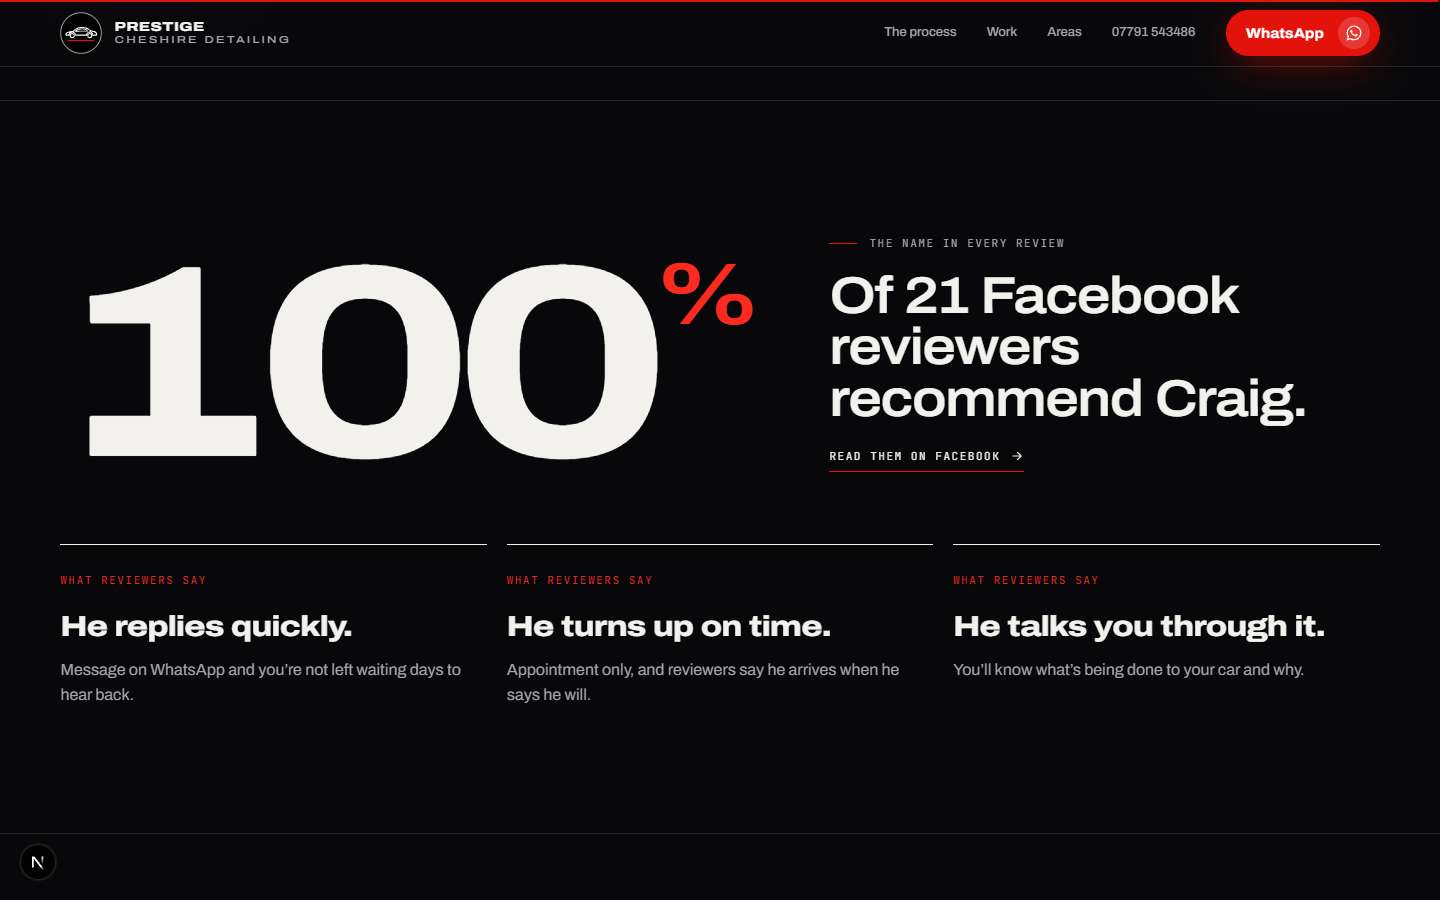 PRESTIGE
CHESHIRE DETAILING
The process
Work
Areas
07791 543486
WhatsApp
100%
THE NAME IN EVERY REVIEW
Of 21 Facebook
reviewers
recommend Craig.
READ THEM ON FACEBOOK →
WHAT REVIEWERS SAY
He replies quickly.
Message on WhatsApp and you’re not left waiting days to
hear back.
WHAT REVIEWERS SAY
He turns up on time.
Appointment only, and reviewers say he arrives when he
says he will.
WHAT REVIEWERS SAY
He talks you through it.
You’ll know what’s being done to your car and why.
N